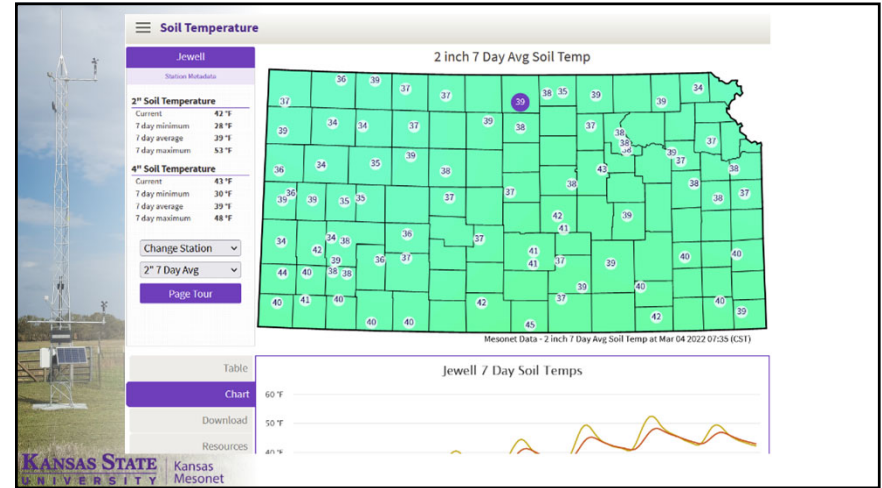 Soil Temperature
Jewell
Station Metadata
2" Soil Temperature
Current 42 °F
7 day minimum 28 °F
7 day average 39 °F
7 day maximum 53 °F
4" Soil Temperature
Current 43 °F
7 day minimum 30 °F
7 day average 39 °F
7 day maximum 48 °F
Change Station
2" 7 Day Avg
Page Tour
2 inch 7 Day Avg Soil Temp
36 39 37 37 39 38 35 39 39 34
37
39 34 34 37 39 38 37 38 37
38 38 39 37
36 34 35 39 38 43 38
38 38 37
39 36 39 35 35 37 37 38
42 39
41
34 34 38 36 37
42 39 36 37 41 41 37 39 40 40
44 40 38 38
39 40
40 41 40 42 37 40 39
40 40 45 42
Mesonet Data - 2 inch 7 Day Avg Soil Temp at Mar 04 2022 07:35 (CST)
Table
Chart
Download
Resources
Jewell 7 Day Soil Temps
60 °F
50 °F
40 °F
KANSAS STATE
UNIVERSITY
Kansas
Mesonet